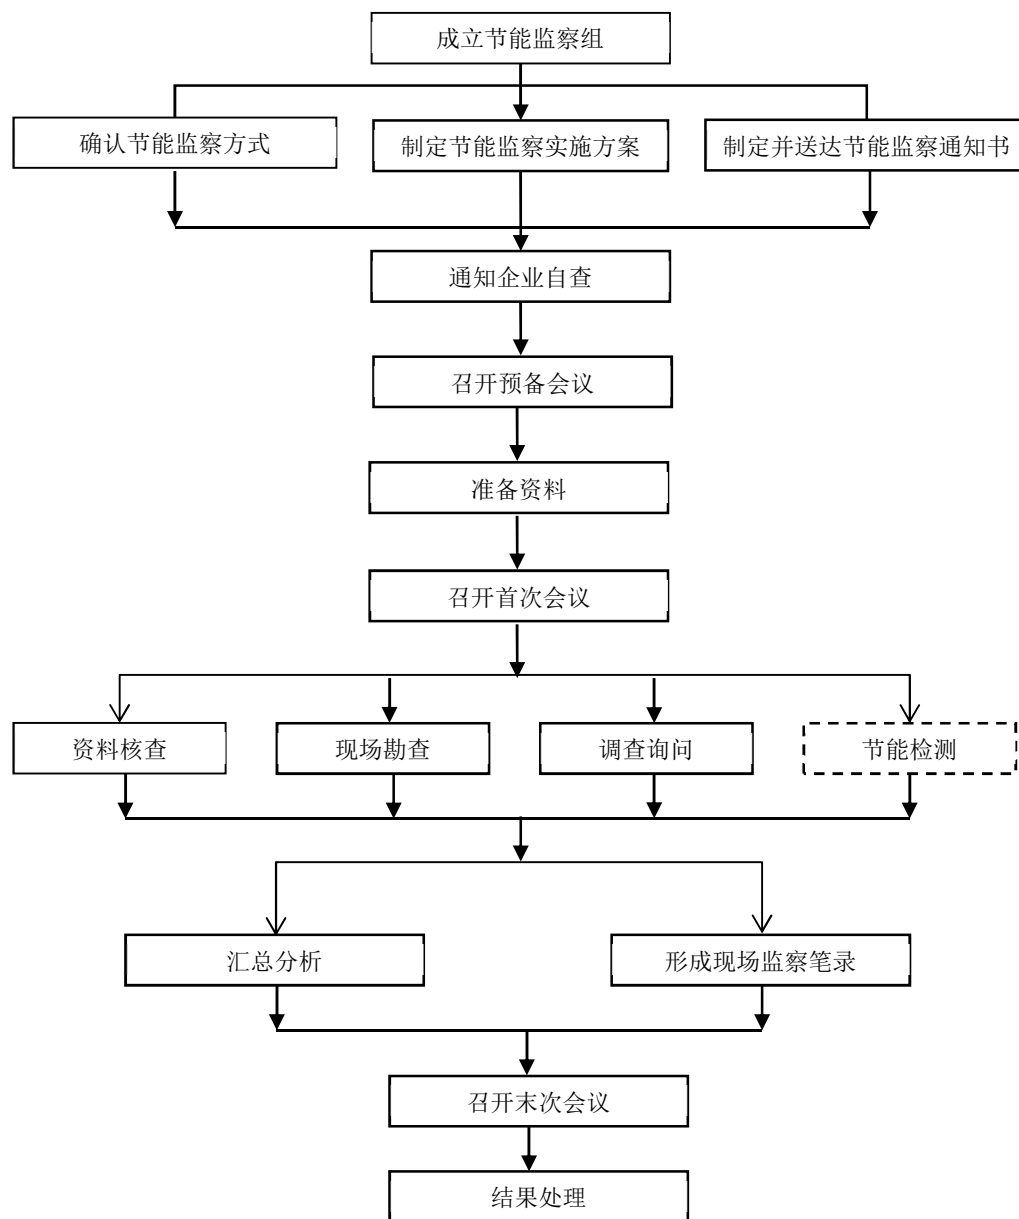 成立节能监察组
确认节能监察方式
制定节能监察实施方案
制定并送达节能监察通知书
通知企业自查
召开预备会议
准备资料
召开首次会议
资料核查
现场勘查
调查询问
节能检测
汇总分析
形成现场监察笔录
召开末次会议
结果处理